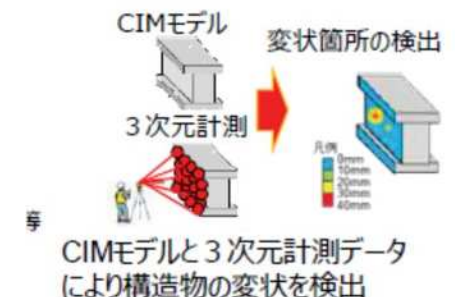 CIMモデル
変状箇所の検出
3次元計測
凡例
0mm
10mm
20mm
30mm
40mm
CIMモデルと3次元計測データ
により構造物の変状を検出